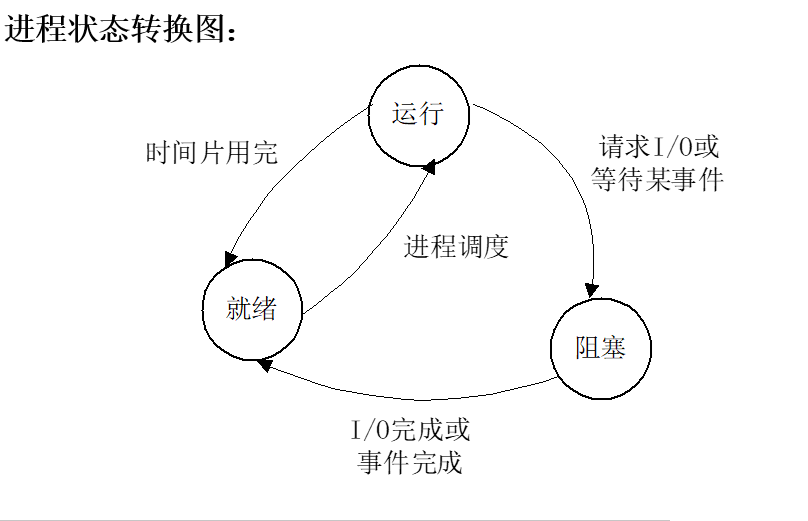 进程状态转换图：
运行
时间片用完
请求I/O或
等待某事件
进程调度
就绪
阻塞
I/O完成或
事件完成